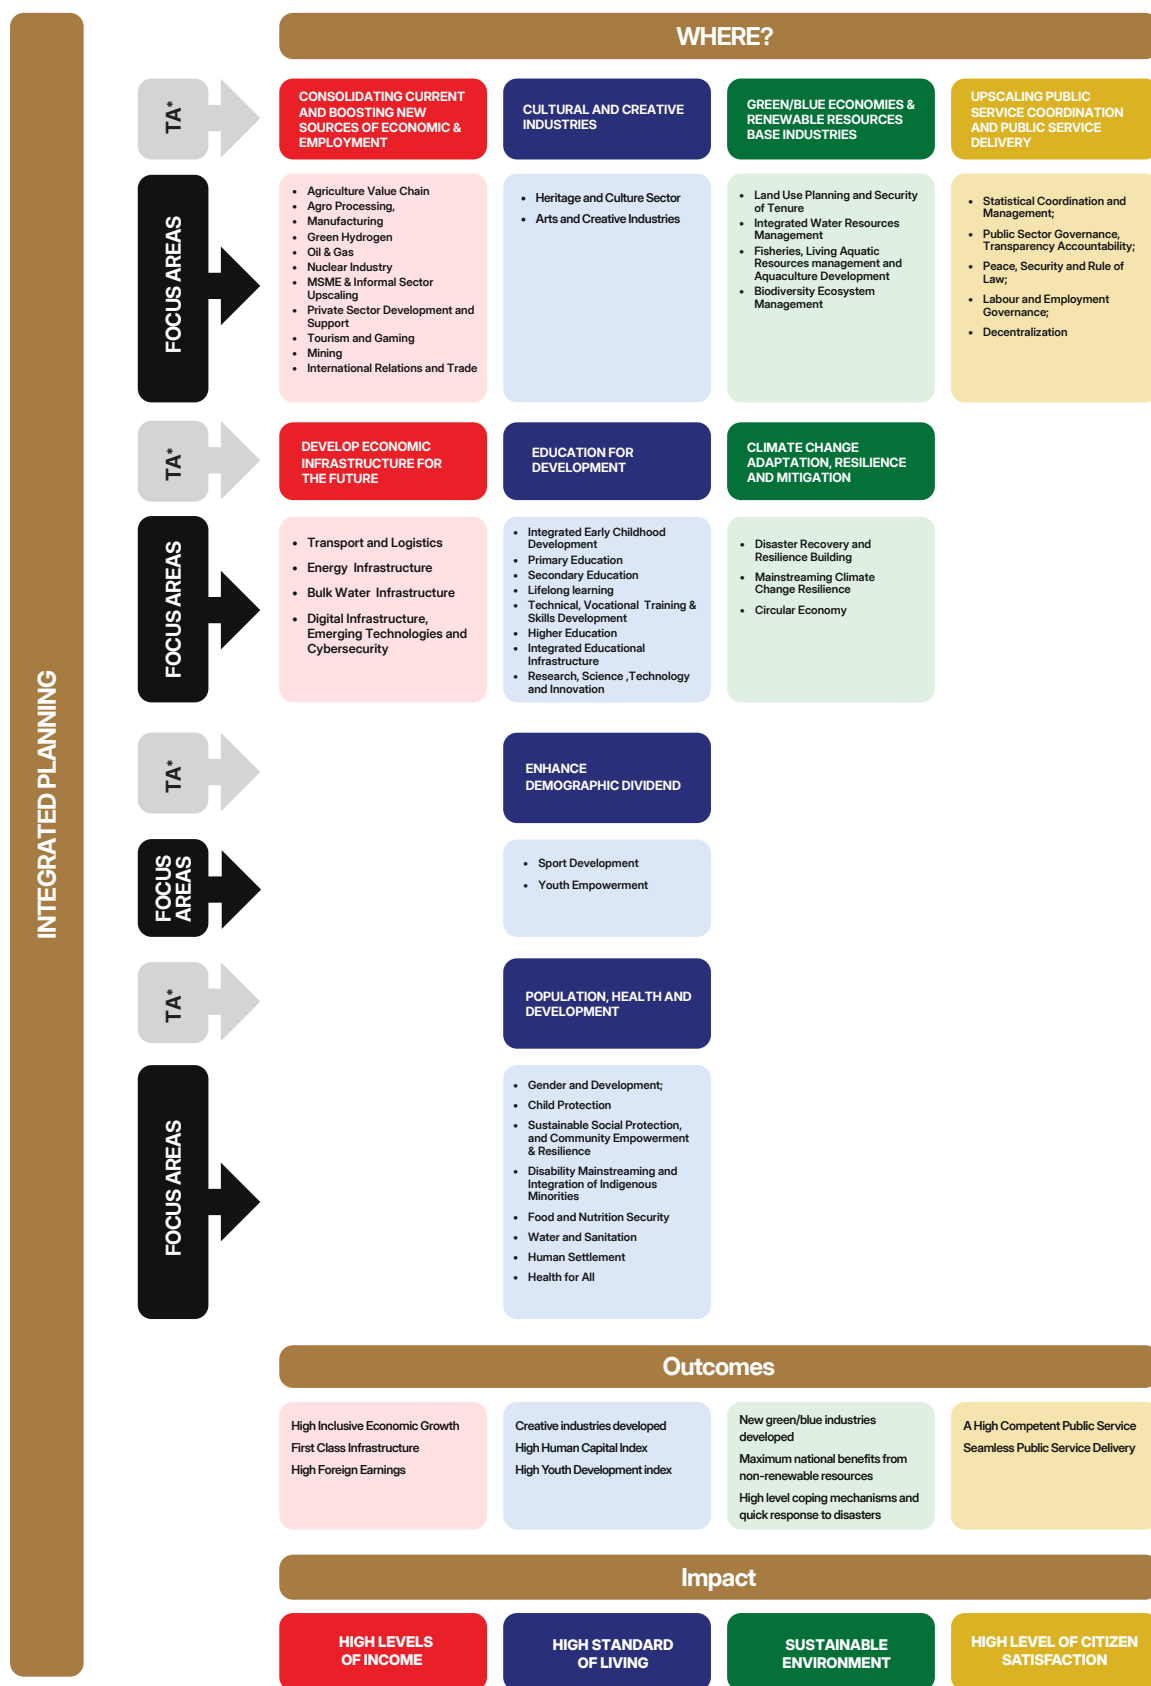 INTEGRATED PLANNING
WHERE?
TA*
CONSOLIDATING CURRENT
AND BOOSTING NEW
SOURCES OF ECONOMIC &
EMPLOYMENT
CULTURAL AND CREATIVE
INDUSTRIES
GREEN/BLUE ECONOMIES &
RENEWABLE RESOURCES
BASE INDUSTRIES
UPSCALING PUBLIC
SERVICE COORDINATION
AND PUBLIC SERVICE
DELIVERY
FOCUS AREAS
• Agriculture Value Chain
• Agro Processing,
• Manufacturing
• Green Hydrogen
• Oil & Gas
• Nuclear Industry
• MSME & Informal Sector
Upscaling
• Private Sector Development and
Support
• Tourism and Gaming
• Mining
• International Relations and Trade
• Heritage and Culture Sector
• Arts and Creative Industries
• Land Use Planning and Security
of Tenure
• Integrated Water Resources
Management
• Fisheries, Living Aquatic
Resources management and
Aquaculture Development
• Biodiversity Ecosystem
Management
• Statistical Coordination and
Management;
• Public Sector Governance,
Transparency Accountability;
• Peace, Security and Rule of
Law;
• Labour and Employment
Governance;
• Decentralization
TA*
DEVELOP ECONOMIC
INFRASTRUCTURE FOR
THE FUTURE
EDUCATION FOR
DEVELOPMENT
CLIMATE CHANGE
ADAPTATION, RESILIENCE
AND MITIGATION
FOCUS AREAS
• Transport and Logistics
• Energy Infrastructure
• Bulk Water Infrastructure
• Digital Infrastructure,
Emerging Technologies and
Cybersecurity
• Integrated Early Childhood
Development
• Primary Education
• Secondary Education
• Lifelong learning
• Technical, Vocational Training &
Skills Development
• Higher Education
• Integrated Educational
Infrastructure
• Research, Science ,Technology
and Innovation
• Disaster Recovery and
Resilience Building
• Mainstreaming Climate
Change Resilience
• Circular Economy
TA*
ENHANCE
DEMOGRAPHIC DIVIDEND
FOCUS
AREAS
• Sport Development
• Youth Empowerment
TA*
POPULATION, HEALTH AND
DEVELOPMENT
FOCUS AREAS
• Gender and Development;
• Child Protection
• Sustainable Social Protection,
and Community Empowerment
& Resilience
• Disability Mainstreaming and
Integration of Indigenous
Minorities
• Food and Nutrition Security
• Water and Sanitation
• Human Settlement
• Health for All
Outcomes
High Inclusive Economic Growth
First Class Infrastructure
High Foreign Earnings
Creative industries developed
High Human Capital Index
High Youth Development index
New green/blue industries
developed
Maximum national benefits from
non-renewable resources
High level coping mechanisms and
quick response to disasters
A High Competent Public Service
Seamless Public Service Delivery
Impact
HIGH LEVELS
OF INCOME
HIGH STANDARD
OF LIVING
SUSTAINABLE
ENVIRONMENT
HIGH LEVEL OF CITIZEN
SATISFACTION